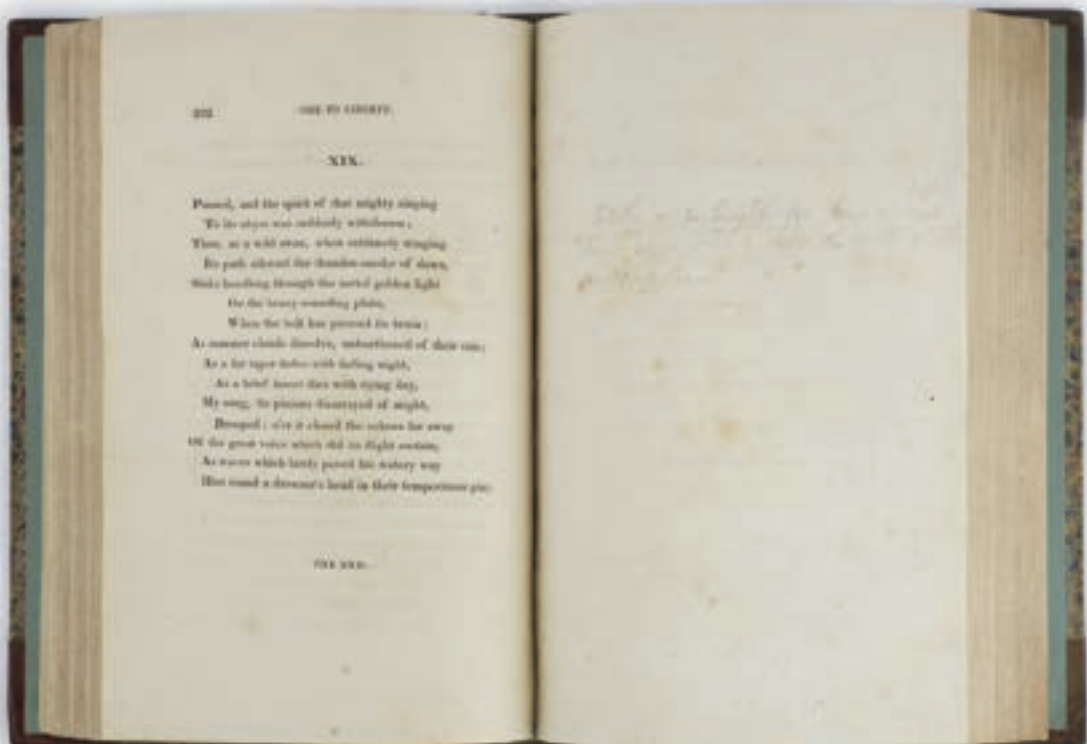 ODE TO LIBERTY.
XIX.
Paused, and the spirit of that mighty singing
To its abyss was suddenly withdrawn;
Then, as a wild swan, when sublimely winging
Its path athwart the thunder-smoke of dawn,
Sinks headlong through the aerial golden light
On the heavy sounding plain,
When the bolt has pierced its brain;
As summer clouds dissolve, unburthened of their rain;
As a far taper fades with fading night,
As a brief insect dies with dying day,
My song, its pinions disarrayed of might,
Drooped; o'er it closed the echoes far away
Of the great voice which did its flight sustain,
As waves which lately paved his watery way
Hiss round a drowner's head in their tempestuous
THE END.